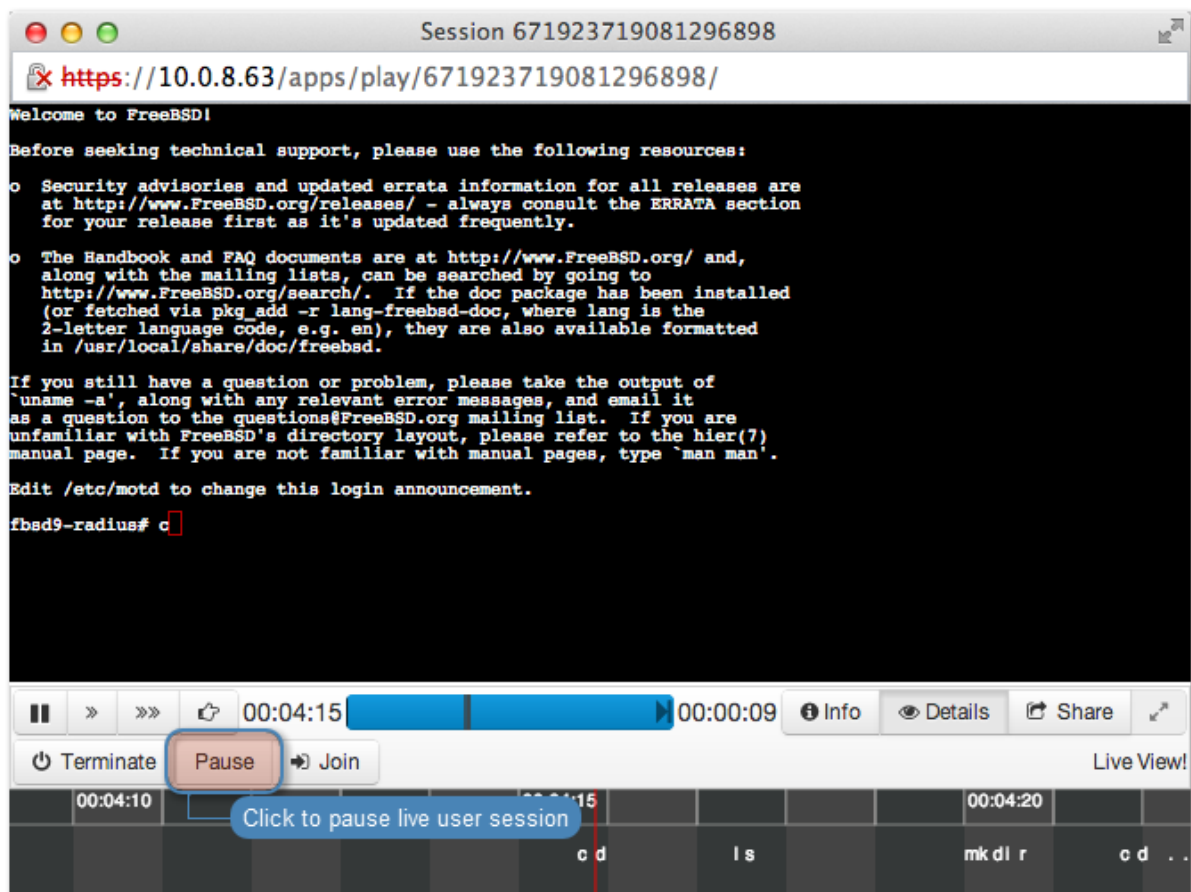 Session 671923719081296898
https://10.0.8.63/apps/play/671923719081296898/
Welcome to FreeBSD!
Before seeking technical support, please use the following resources:
o Security advisories and updated errata information for all releases are
at http://www.FreeBSD.org/releases/ - always consult the ERRATA section
for your release first as it's updated frequently.
o The Handbook and FAQ documents are at http://www.FreeBSD.org/ and,
along with the mailing lists, can be searched by going to
http://www.FreeBSD.org/search/. If the doc package has been installed
(or fetched via pkg_add -r lang-freebsd-doc, where lang is the
2-letter language code, e.g. en), they are also available formatted
in /usr/local/share/doc/freebsd.
If you still have a question or problem, please take the output of
`uname -a', along with any relevant error messages, and email it
as a question to the questions@FreeBSD.org mailing list. If you are
unfamiliar with FreeBSD's directory layout, please refer to the hier(7)
manual page. If you are not familiar with manual pages, type `man man'.
Edit /etc/motd to change this login announcement.
fbsd9-radius# c
00:04:15 00:00:09 Info Details Share
Terminate Pause Join Live View!
00:04:10 15 00:04:20
Click to pause live user session
cd ls mkdir cd ..